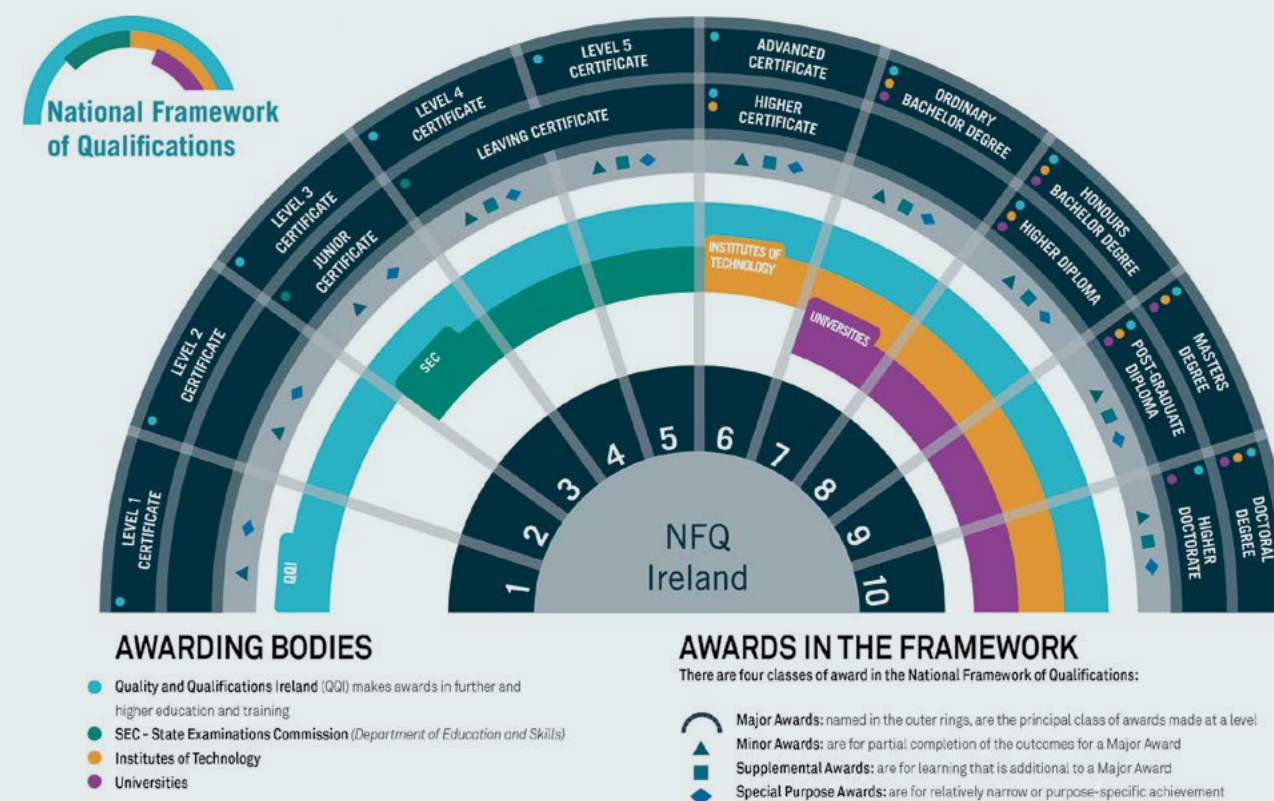 National Framework
of Qualifications
LEVEL 1
CERTIFICATE
LEVEL 2
CERTIFICATE
LEVEL 3
CERTIFICATE
LEVEL 4
CERTIFICATE
LEVEL 5
CERTIFICATE
ADVANCED
CERTIFICATE
ORDINARY
BACHELOR DEGREE
HONOURS
BACHELOR DEGREE
MASTERS
DEGREE
DOCTORAL
DEGREE
JUNIOR
CERTIFICATE
LEAVING CERTIFICATE
HIGHER
CERTIFICATE
HIGHER DIPLOMA
POST-GRADUATE
DIPLOMA
HIGHER
DOCTORATE
QQI
SEC
INSTITUTES OF
TECHNOLOGY
UNIVERSITIES
1
2
3
4
5
6
7
8
9
10
NFQ
Ireland
AWARDING BODIES
Quality and Qualifications Ireland (QQI) makes awards in further and
higher education and training
SEC - State Examinations Commission (Department of Education and Skills)
Institutes of Technology
Universities
AWARDS IN THE FRAMEWORK
There are four classes of award in the National Framework of Qualifications:
Major Awards: named in the outer rings, are the principal class of awards made at a level
Minor Awards: are for partial completion of the outcomes for a Major Award
Supplemental Awards: are for learning that is additional to a Major Award
Special Purpose Awards: are for relatively narrow or purpose-specific achievement